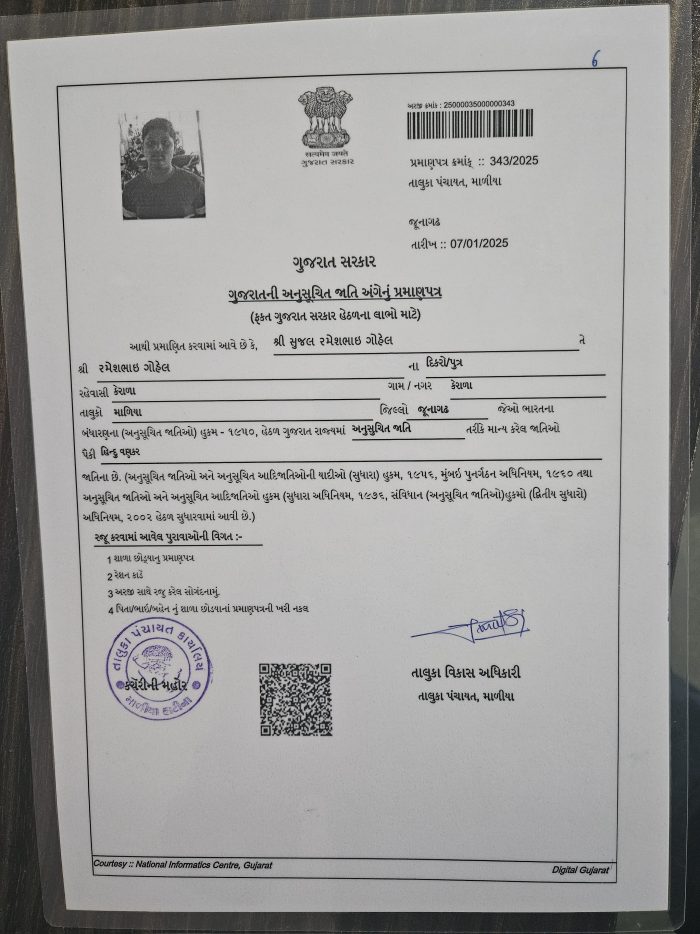 6
અરજી ક્રમાંક : 25000035000000343
સત્યમેવ જયતે
ગુજરાત સરકાર
પ્રમાણપત્ર ક્રમાંક :: 343/2025
તાલુકા પંચાયત, માળીયા
જૂનાગઢ
તારીખ :: 07/01/2025
ગુજરાત સરકાર
ગુજરાતની અનુસૂચિત જાતિ અંગેનું પ્રમાણપત્ર
(ફકત ગુજરાત સરકાર હેઠળના લાભો માટે)
આથી પ્રમાણિત કરવામાં આવે છે કે, શ્રી સુજલ રમેશભાઇ ગોહેલ તે
શ્રી રમેશભાઇ ગોહેલ ના દિકરો/પુત્ર
રહેવાસી કેરાળા ગામ / નગર કેરાળા
તાલુકો માળિયા જિલ્લો જૂનાગઢ જેઓ ભારતના
બંધારણના (અનુસૂચિત જાતિઓ) હુકમ - ૧૯૫૦, હેઠળ ગુજરાત રાજ્યમાં અનુસુચિત જાતિ તરીકે માન્ય કરેલ જાતિઓ
પૈકી હિન્દુ વણકર
જાતિના છે. (અનુસૂચિત જાતિઓ અને અનુસૂચિત આદિજાતિઓની યાદીઓ (સુધારા) હુકમ, ૧૯૫૬, મુંબઇ પુનર્ગઠન અધિનિયમ, ૧૯૬૦ તથા
અનુસૂચિત જાતિઓ અને અનુસૂચિત આદિજાતિઓ હુકમ (સુધારા અધિનિયમ, ૧૯૭૬, સંવિધાન (અનુસૂચિત જાતિઓ)હુકમો (દ્વિતીય સુધારો)
અધિનિયમ, ૨૦૦૨ હેઠળ સુધારવામાં આવી છે.)
રજૂ કરવામાં આવેલ પુરાવાઓની વિગત :-
1 શાળા છોડ્યાનુ પ્રમાણપત્ર
2 રેશન કાર્ડ
3 અરજી સાથે રજુ કરેલ સોગંદનામું.
4 પિતા/ભાઇ/બહેન નું શાળા છોડયાનાં પ્રમાણપત્રની ખરી નકલ
તાલુકા પંચાયત કાર્યાલય
કચેરીની મહોર
માળીયા હાટીના
તાલુકા વિકાસ અધિકારી
તાલુકા પંચાયત, માળીયા
Courtesy :: National Informatics Centre, Gujarat
Digital Gujarat